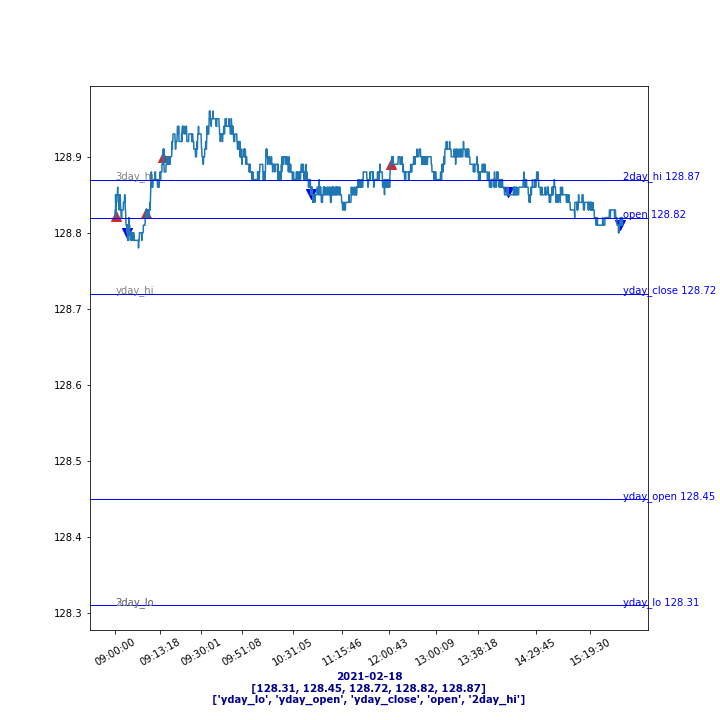 128.9
3day_hi
2day_hi 128.87
open 128.82
128.8
yday_hi
yday_close 128.72
128.7
128.6
128.5
yday_open 128.45
128.4
yday_lo 128.31
128.3
09:00:00
09:13:18
09:30:01
09:51:08
10:31:05
11:15:46
12:00:43
13:00:09
13:38:18
14:29:45
15:19:30
2021-02-18
[128.31, 128.45, 128.72, 128.82, 128.87]
['yday_lo', 'yday_open', 'yday_close', 'open', '2day_hi']